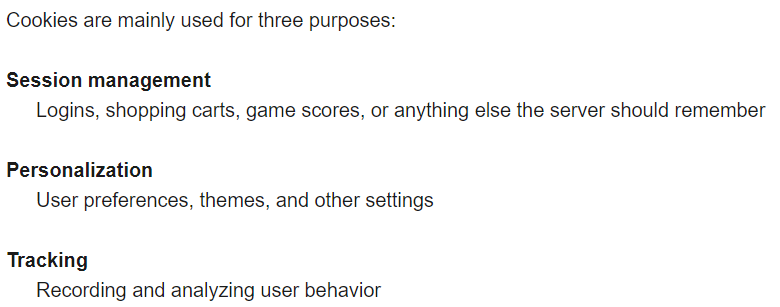 Cookies are mainly used for three purposes:
Session management
Logins, shopping carts, game scores, or anything else the server should remember
Personalization
User preferences, themes, and other settings
Tracking
Recording and analyzing user behavior